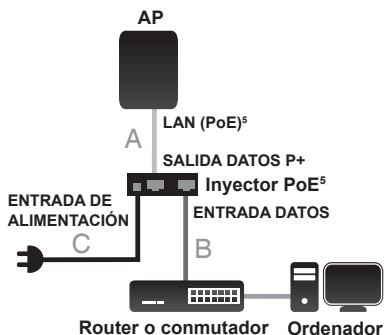 AP
LAN (PoE)⁵
A
SALIDA DATOS P+
Inyector PoE⁵
ENTRADA DE
ALIMENTACIÓN
ENTRADA DATOS
C
B
Router o conmutador
Ordenador